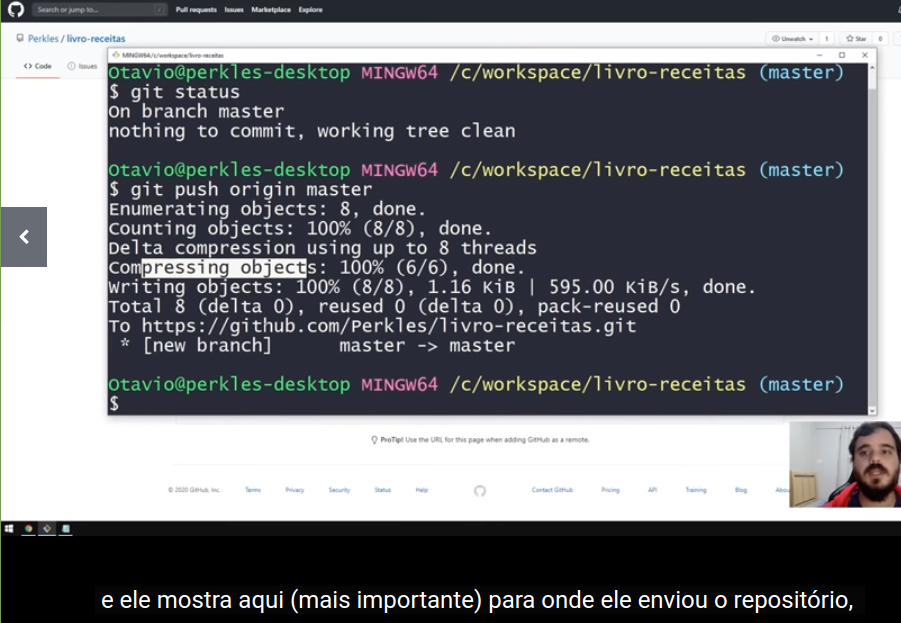 Search or jump to...
/
Pull requests Issues Marketplace Explore
Perkles / livro-receitas
Unwatch 1 Star 0
Code Issues
MINGW64:/c/workspace/livro-receitas
Otavio@perkles-desktop MINGW64 /c/workspace/livro-receitas (master)
$ git status
On branch master
nothing to commit, working tree clean
Otavio@perkles-desktop MINGW64 /c/workspace/livro-receitas (master)
$ git push origin master
Enumerating objects: 8, done.
Counting objects: 100% (8/8), done.
Delta compression using up to 8 threads
Compressing objects: 100% (6/6), done.
Writing objects: 100% (8/8), 1.16 KiB | 595.00 KiB/s, done.
Total 8 (delta 0), reused 0 (delta 0), pack-reused 0
To https://github.com/Perkles/livro-receitas.git
* [new branch] master -> master
Otavio@perkles-desktop MINGW64 /c/workspace/livro-receitas (master)
$
ProTip! Use the URL for this page when adding GitHub as a remote.
© 2020 GitHub, Inc. Terms Privacy Security Status Help Contact GitHub Pricing API Training Blog Abou
e ele mostra aqui (mais importante) para onde ele enviou o repositório,